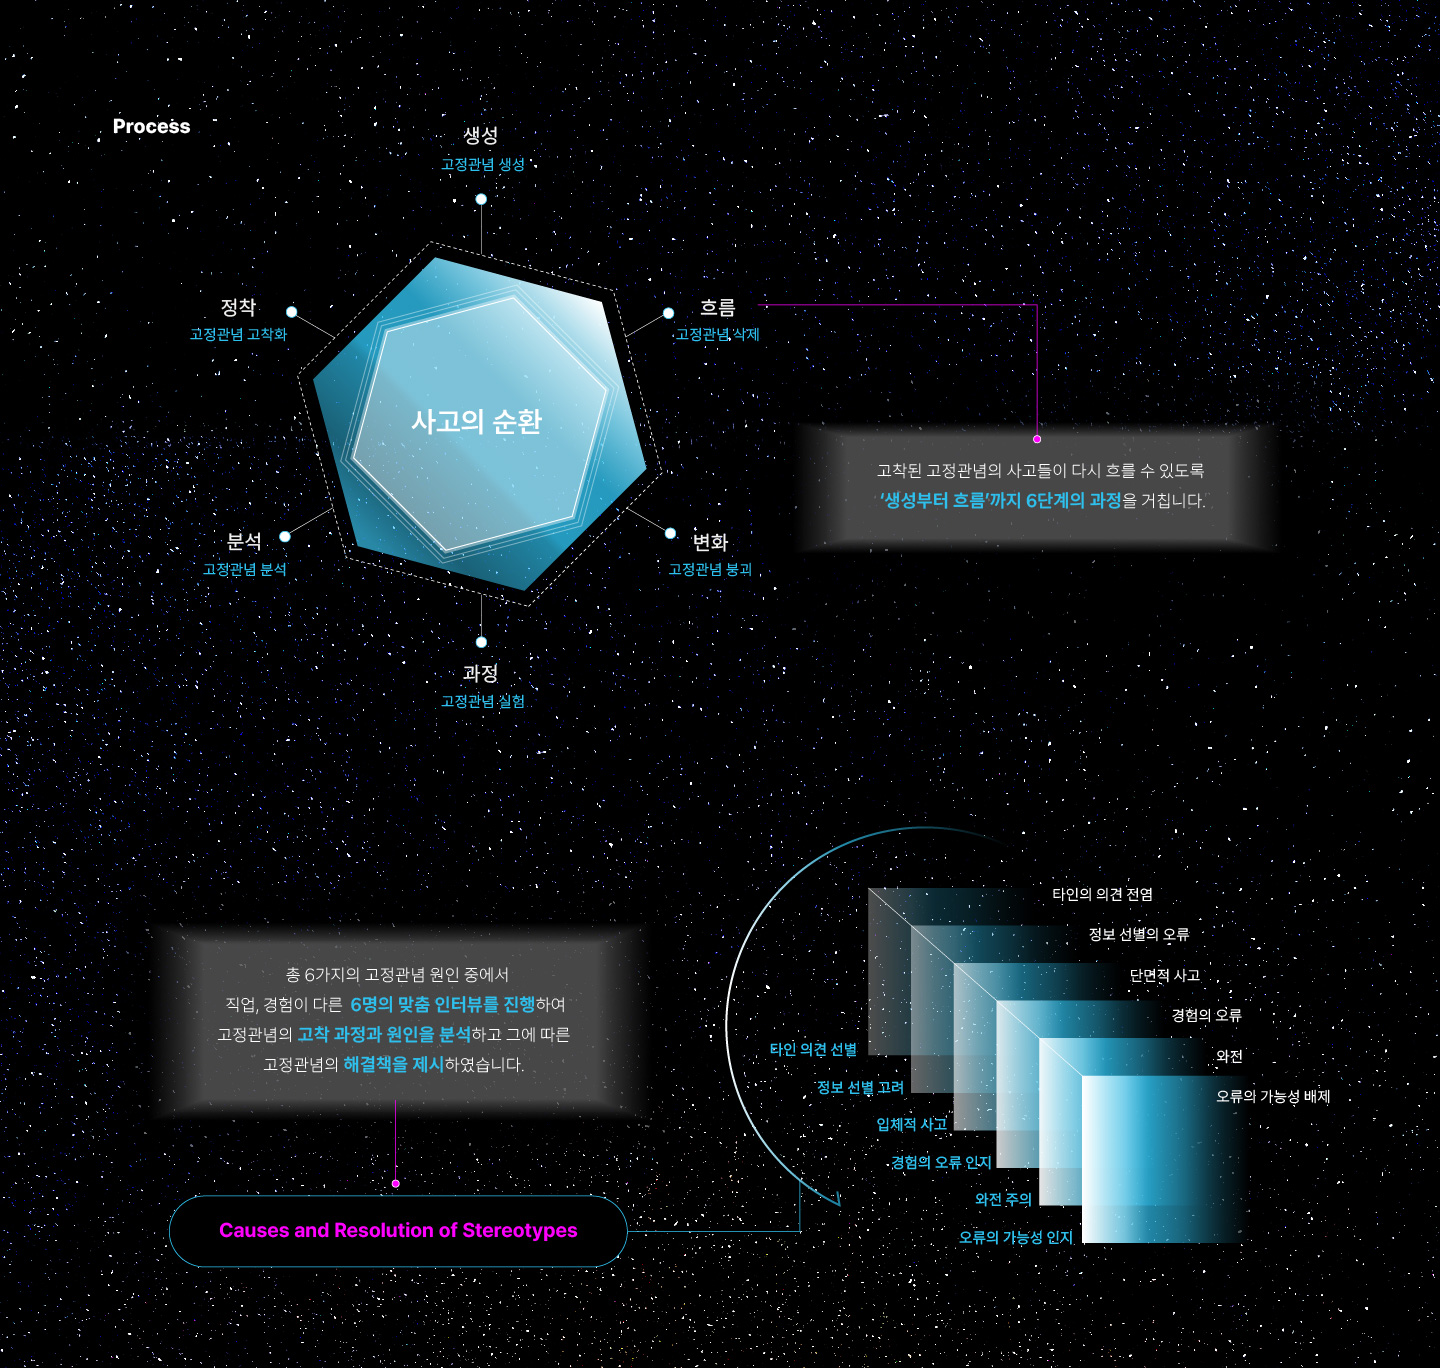 Process
생성
고정관념 생성
정착
고정관념 고착화
흐름
고정관념 삭제
사고의 순환
고착된 고정관념의 사고들이 다시 흐를 수 있도록
‘생성부터 흐름’까지 6단계의 과정을 거칩니다.
분석
고정관념 분석
변화
고정관념 붕괴
과정
고정관념 실험
총 6가지의 고정관념 원인 중에서
직업, 경험이 다른 6명의 맞춤 인터뷰를 진행하여
고정관념의 고착 과정과 원인을 분석하고 그에 따른
고정관념의 해결책을 제시하였습니다.
Causes and Resolution of Stereotypes
타인의 의견 전염
정보 선별의 오류
단면적 사고
경험의 오류
와전
오류의 가능성 배제
타인 의견 선별
정보 선별 고려
입체적 사고
경험의 오류 인지
와전 주의
오류의 가능성 인지